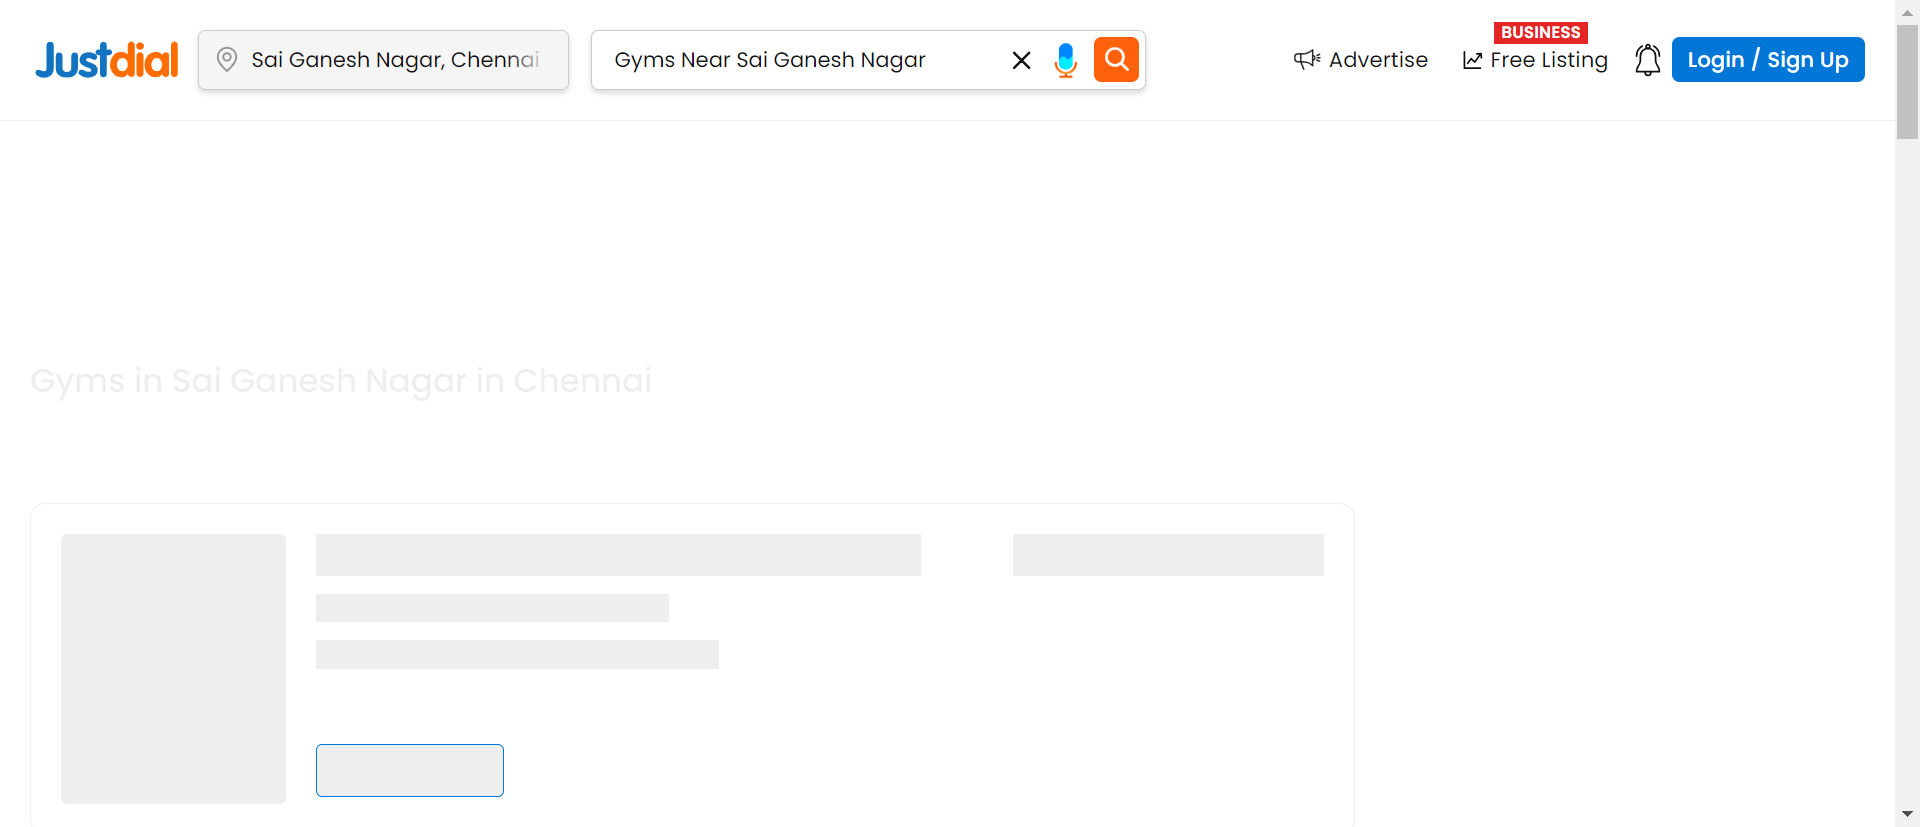 Justdial
Sai Ganesh Nagar, Chennai
Gyms Near Sai Ganesh Nagar
Advertise
BUSINESS
Free Listing
Login / Sign Up
Gyms in Sai Ganesh Nagar in Chennai